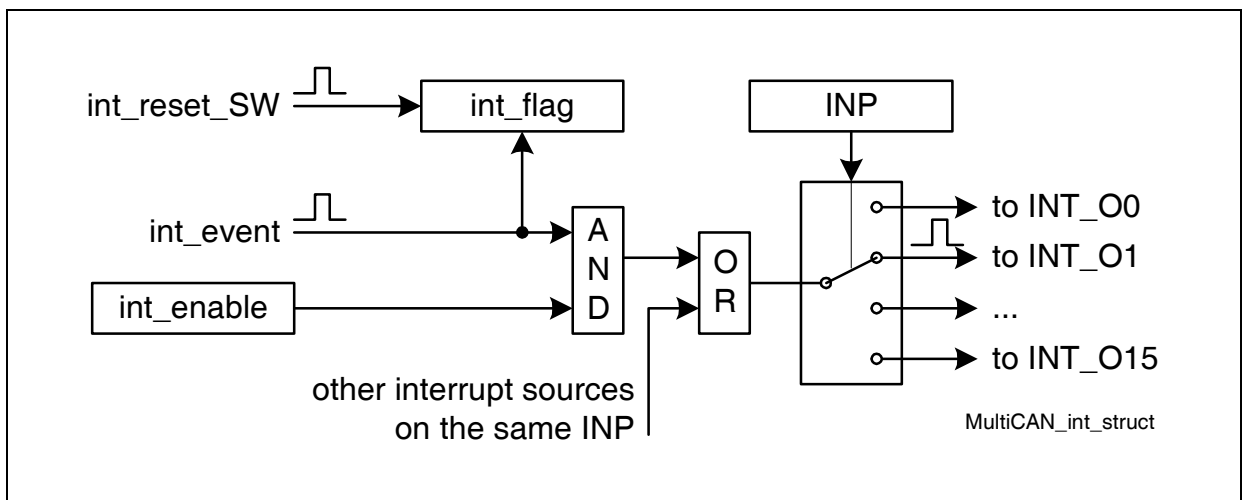 int_reset_SW
int_flag
INP
int_event
int_enable
A
N
D
O
R
to INT_O0
to INT_O1
...
to INT_O15
other interrupt sources
on the same INP
MultiCAN_int_struct